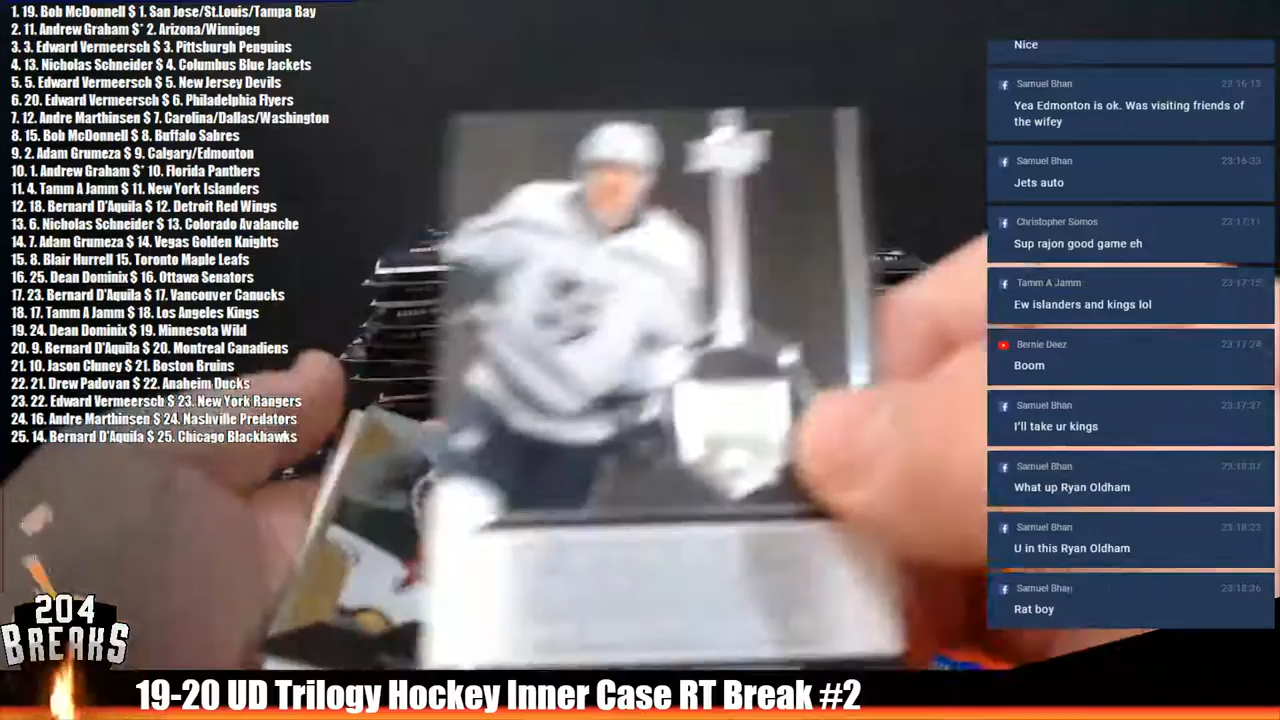 1. 19. Bob McDonnell $ 1. San Jose/St.Louis/Tampa Bay
2. 11. Andrew Graham $* 2. Arizona/Winnipeg
3. 3. Edward Vermeersch $ 3. Pittsburgh Penguins
4. 13. Nicholas Schneider $ 4. Columbus Blue Jackets
5. 5. Edward Vermeersch $ 5. New Jersey Devils
6. 20. Edward Vermeersch $ 6. Philadelphia Flyers
7. 12. Andre Marthinsen $ 7. Carolina/Dallas/Washington
8. 15. Bob McDonnell $ 8. Buffalo Sabres
9. 2. Adam Grumeza $ 9. Calgary/Edmonton
10. 1. Andrew Graham $* 10. Florida Panthers
11. 4. Tamm A Jamm $ 11. New York Islanders
12. 18. Bernard D'Aquila $ 12. Detroit Red Wings
13. 6. Nicholas Schneider $ 13. Colorado Avalanche
14. 7. Adam Grumeza $ 14. Vegas Golden Knights
15. 8. Blair Hurrell 15. Toronto Maple Leafs
16. 25. Dean Dominix $ 16. Ottawa Senators
17. 23. Bernard D'Aquila $ 17. Vancouver Canucks
18. 17. Tamm A Jamm $ 18. Los Angeles Kings
19. 24. Dean Dominix $ 19. Minnesota Wild
20. 9. Bernard D'Aquila $ 20. Montreal Canadiens
21. 10. Jason Cluney $ 21. Boston Bruins
22. 21. Drew Padovan $ 22. Anaheim Ducks
23. 22. Edward Vermeersch $ 23. New York Rangers
24. 16. Andre Marthinsen $ 24. Nashville Predators
25. 14. Bernard D'Aquila $ 25. Chicago Blackhawks
Nice
Samuel Bhan 23:16:13
Yea Edmonton is ok. Was visiting friends of
the wifey
Samuel Bhan 23:16:33
Jets auto
Christopher Somos 23:17:11
Sup rajon good game eh
Tamm A Jamm 23:17:15
Ew islanders and kings lol
Bernie Deez 23:17:24
Boom
Samuel Bhan 23:17:37
I'll take ur kings
Samuel Bhan 23:18:07
What up Ryan Oldham
Samuel Bhan 23:18:23
U in this Ryan Oldham
Samuel Bhan 23:18:36
Rat boy
204
BREAKS
19-20 UD Trilogy Hockey Inner Case RT Break #2